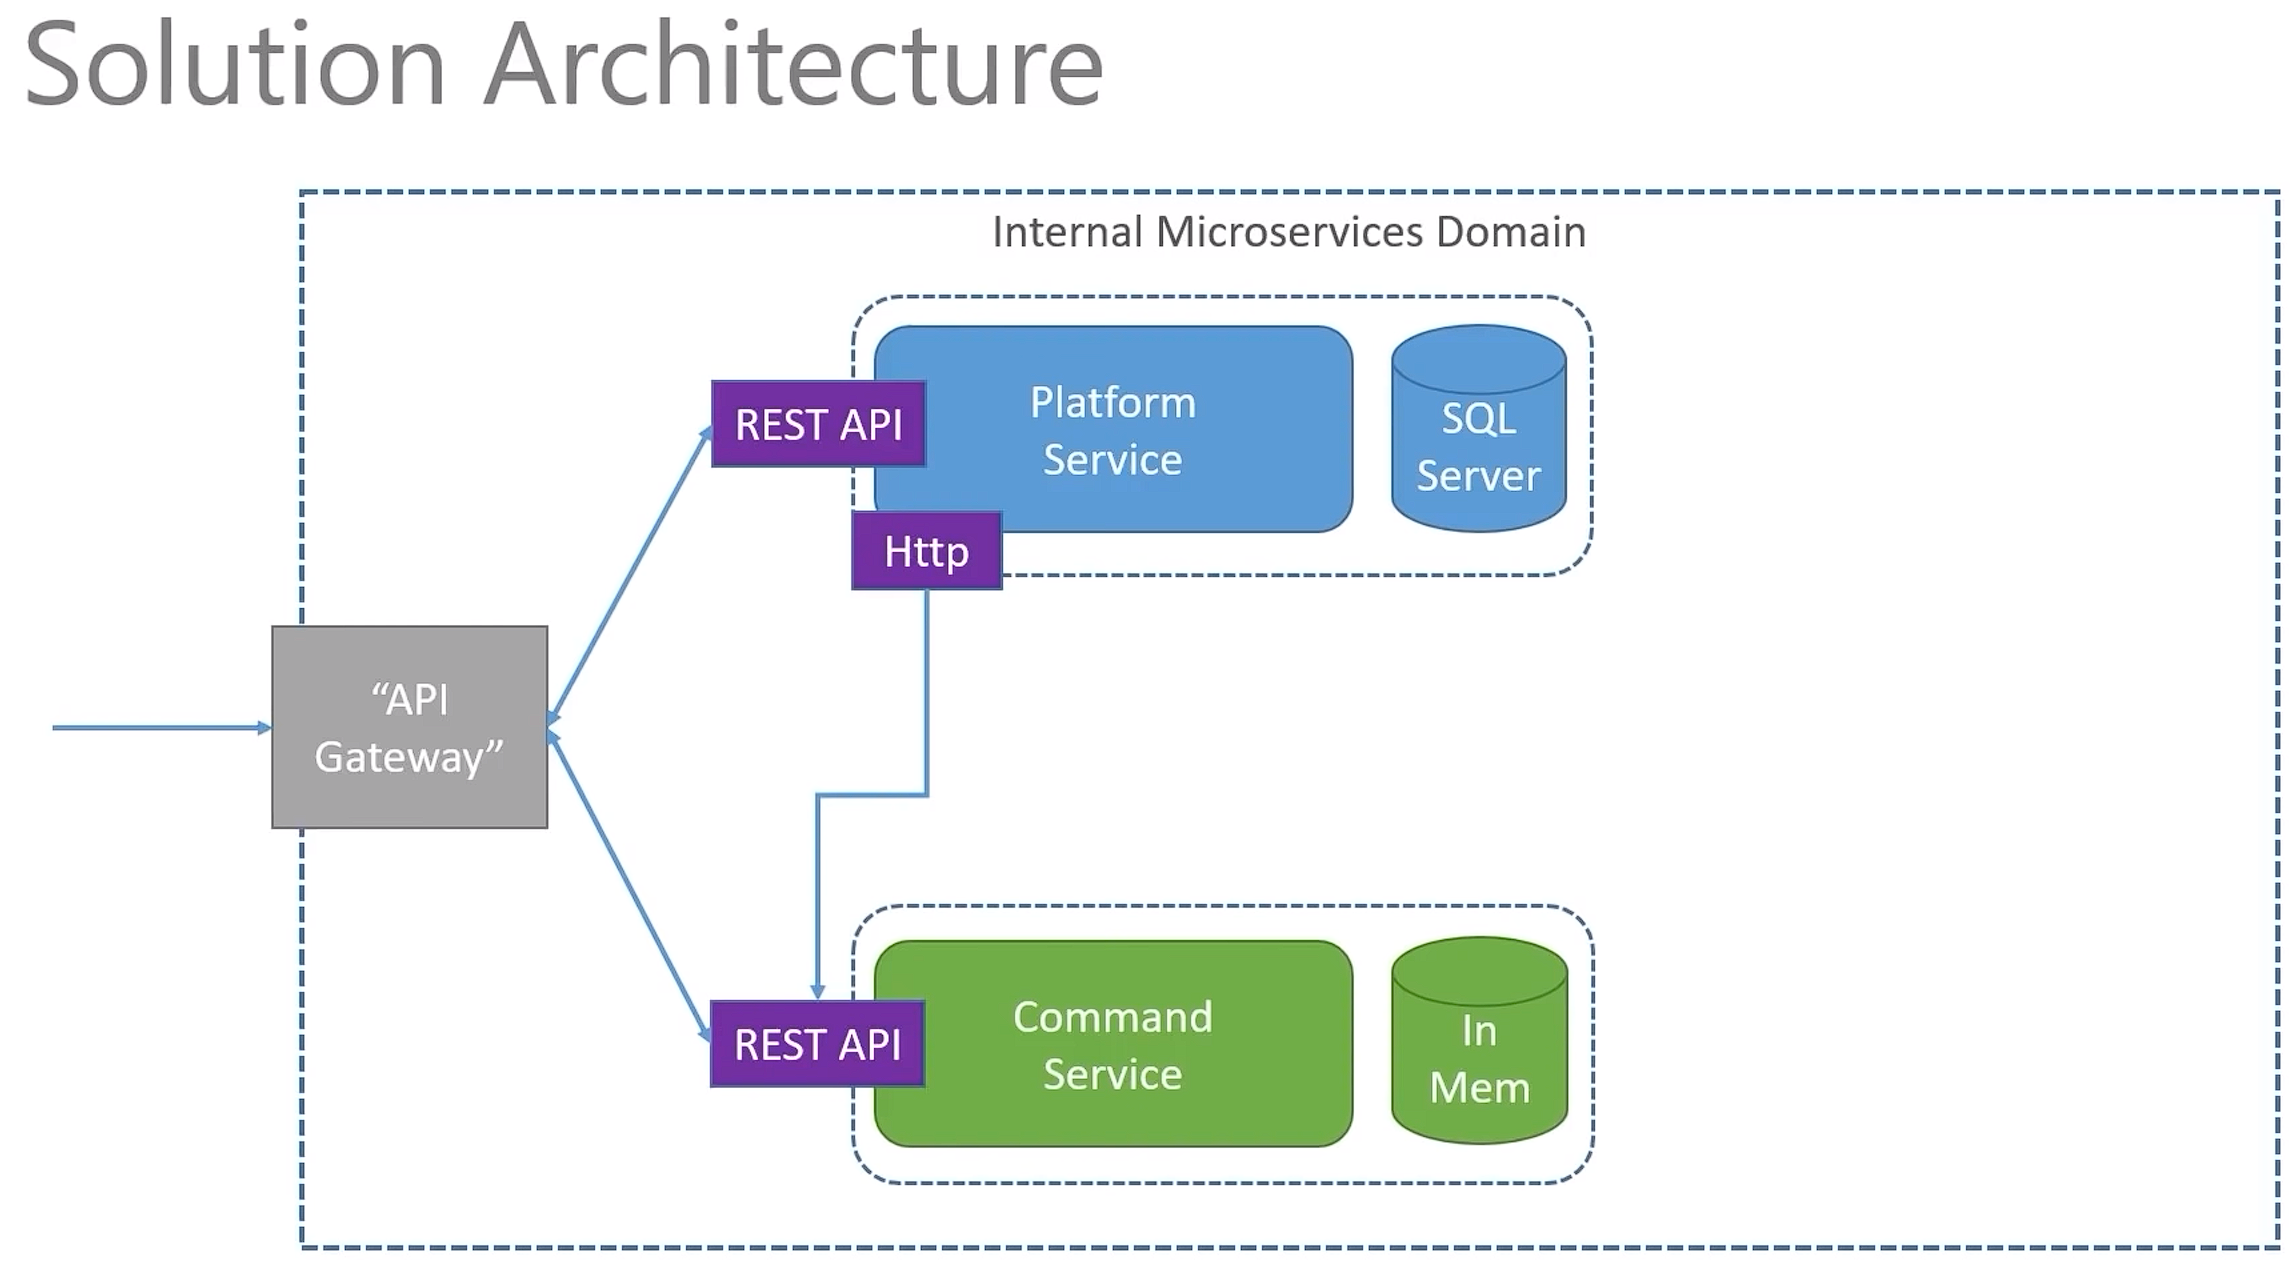 Solution Architecture
Internal Microservices Domain
REST API
Platform
Service
SQL
Server
Http
“API
Gateway”
REST API
Command
Service
In
Mem